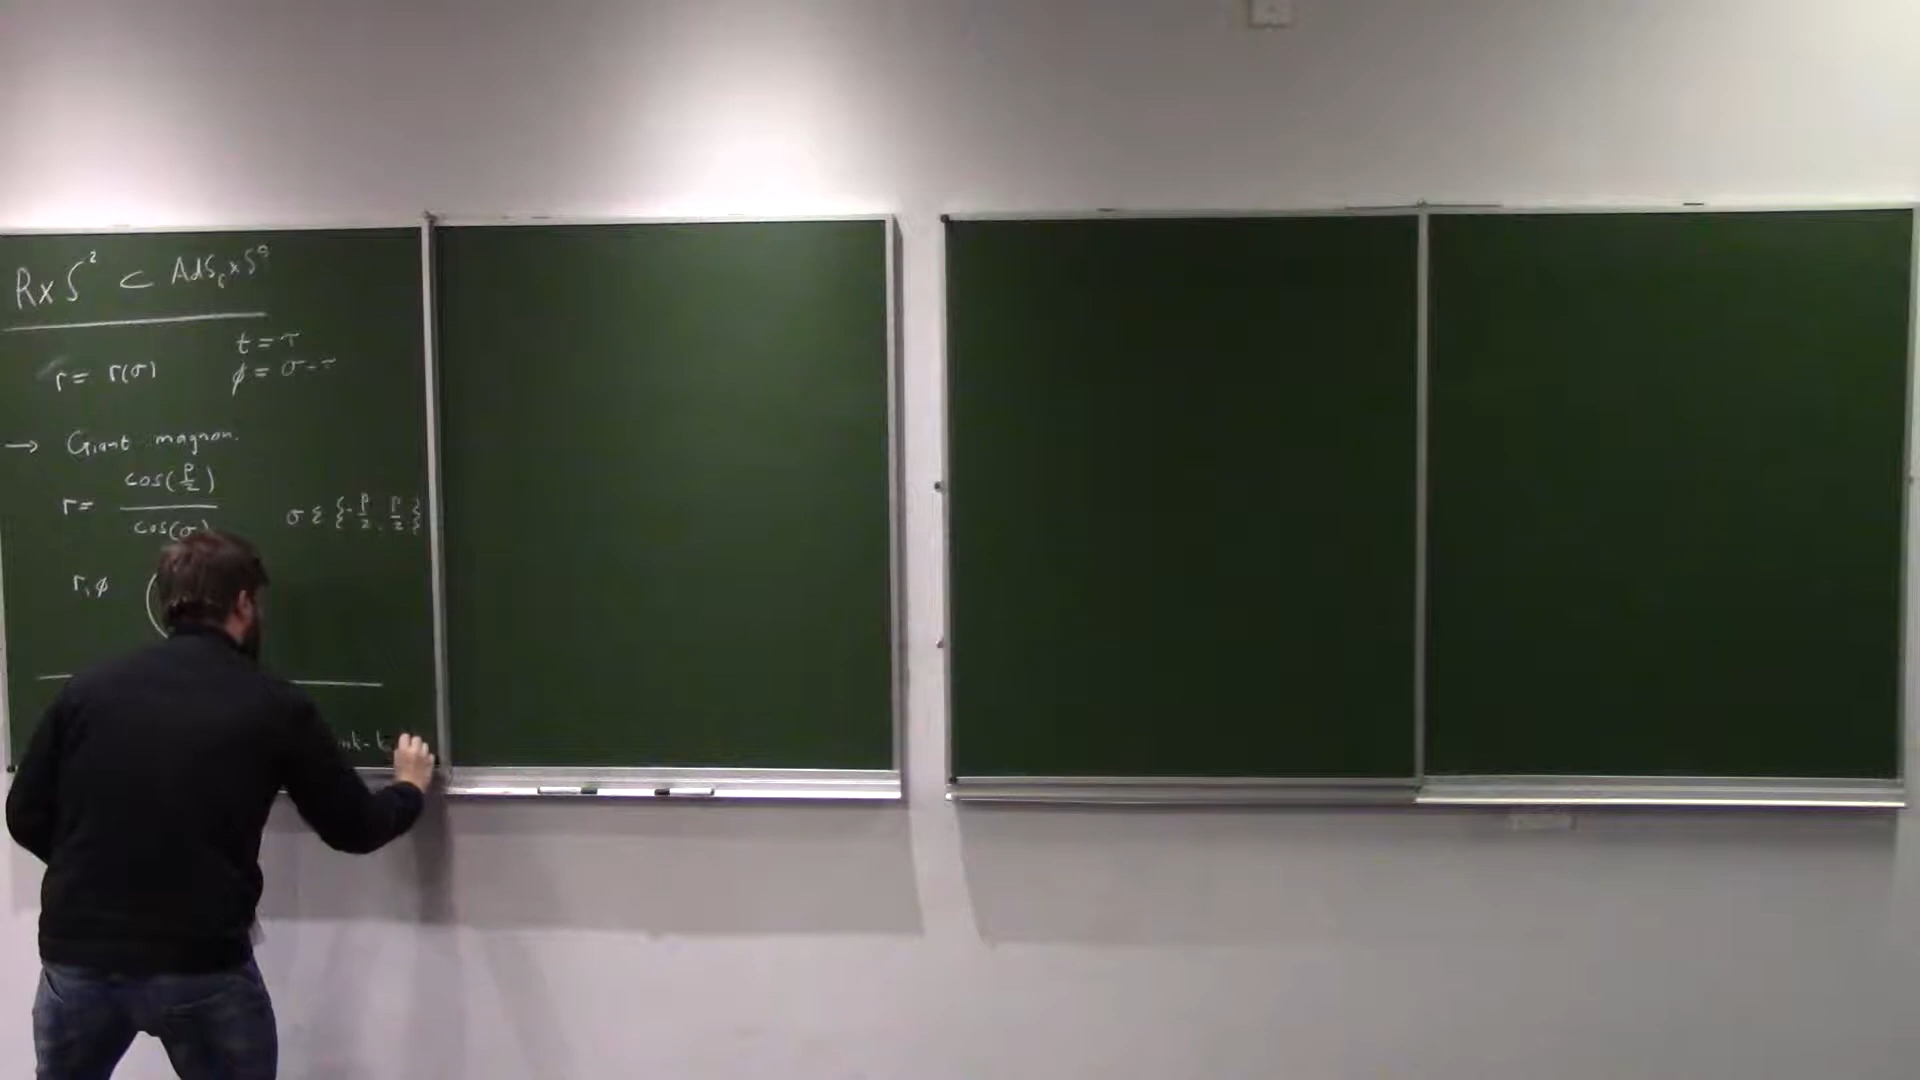 R×S² ⊂ AdS₅×S⁵
t = τ
r = r(σ)   φ = σ-τ
→ Giant magnon.
r = cos(p/2) / cos(σ)   σ ε {-p/2, p/2}
r, φ